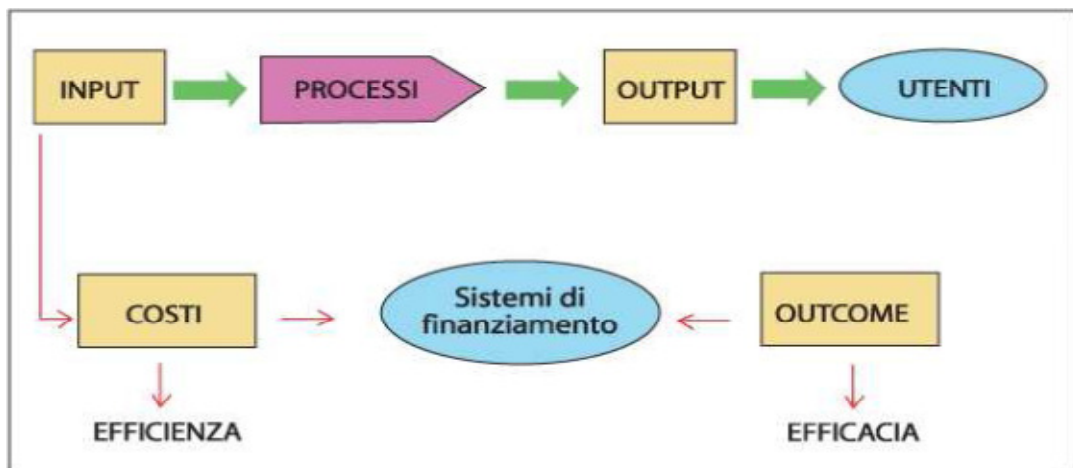 INPUT
PROCESSI
OUTPUT
UTENTI
COSTI
Sistemi di
finanziamento
OUTCOME
EFFICIENZA
EFFICACIA